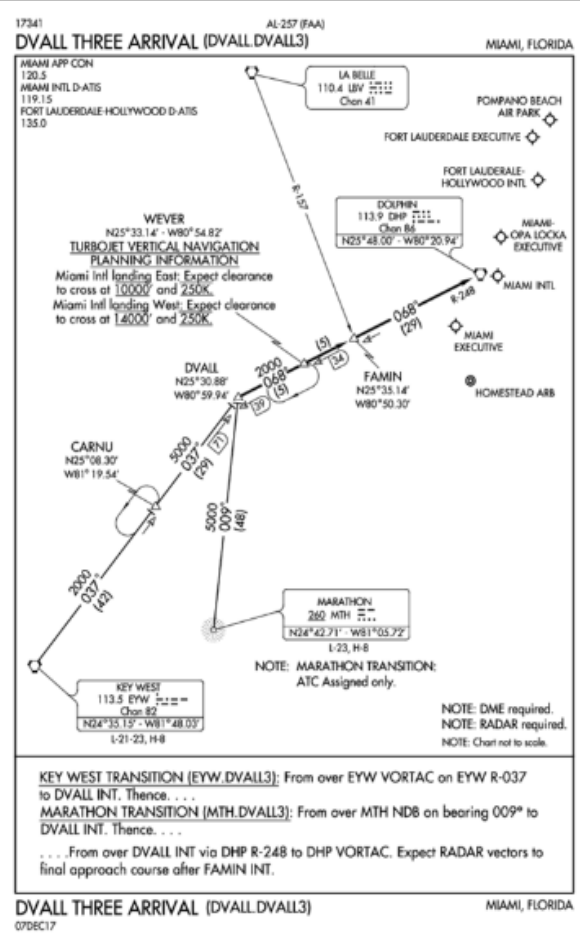 17341
AL-257 (FAA)
DVALL THREE ARRIVAL (DVALL.DVALL3)
MIAMI, FLORIDA
MIAMI APP CON
120.5
MIAMI INTL D-ATIS
119.15
FORT LAUDERDALE-HOLLYWOOD D-ATIS
135.0
LA BELLE
110.4 LBV
Chan 41
POMPANO BEACH
AIR PARK
FORT LAUDERDALE EXECUTIVE
FORT LAUDERALE-
HOLLYWOOD INTL
R-157
DOLPHIN
113.9 DHP
Chan 86
N25°48.00' - W80°20.94'
MIAMI-
OPA LOCKA
EXECUTIVE
WEVER
N25°33.14' - W80°54.82'
TURBOJET VERTICAL NAVIGATION
PLANNING INFORMATION
Miami Intl landing East: Expect clearance
to cross at 10000' and 250K.
Miami Intl landing West: Expect clearance
to cross at 14000' and 250K.
MIAMI INTL
R-248
068°
(29)
MIAMI
EXECUTIVE
(5)
34
2000
068°
(5)
DVALL
N25°30.88'
W80°59.94'
FAMIN
N25°35.14'
W80°50.30'
HOMESTEAD ARB
39
71
5000
037°
(29)
CARNU
N25°08.30'
W81°19.54'
5000
009°
(48)
2000
037°
(42)
MARATHON
260 MTH
N24°42.71' - W81°05.72'
L-23, H-8
NOTE: MARATHON TRANSITION:
ATC Assigned only.
KEY WEST
113.5 EYW
Chan 82
N24°35.15' - W81°48.03'
L-21-23, H-8
NOTE: DME required.
NOTE: RADAR required.
NOTE: Chart not to scale.
KEY WEST TRANSITION (EYW.DVALL3): From over EYW VORTAC on EYW R-037
to DVALL INT. Thence. . . .
MARATHON TRANSITION (MTH.DVALL3): From over MTH NDB on bearing 009° to
DVALL INT. Thence. . . .
. . . .From over DVALL INT via DHP R-248 to DHP VORTAC. Expect RADAR vectors to
final approach course after FAMIN INT.
DVALL THREE ARRIVAL (DVALL.DVALL3)
MIAMI, FLORIDA
07DEC17